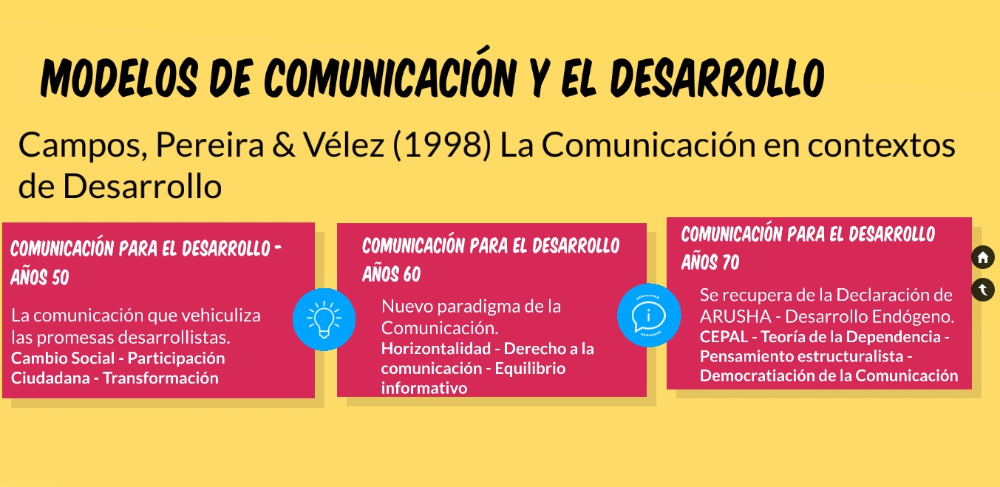 MODELOS DE COMUNICACIÓN Y EL DESARROLLO
Campos, Pereira & Vélez (1998) La Comunicación en contextos
de Desarrollo
COMUNICACIÓN PARA EL DESARROLLO -
AÑOS 50
La comunicación que vehiculiza
las promesas desarrollistas.
Cambio Social - Participación
Ciudadana - Transformación
COMUNICACIÓN PARA EL DESARROLLO
AÑOS 60
Nuevo paradigma de la
Comunicación.
Horizontalidad - Derecho a la
comunicación - Equilibrio
informativo
COMUNICACIÓN PARA EL DESARROLLO
AÑOS 70
Se recupera de la Declaración de
ARUSHA - Desarrollo Endógeno.
CEPAL - Teoría de la Dependencia -
Pensamiento estructuralista -
Democratiación de la Comunicación